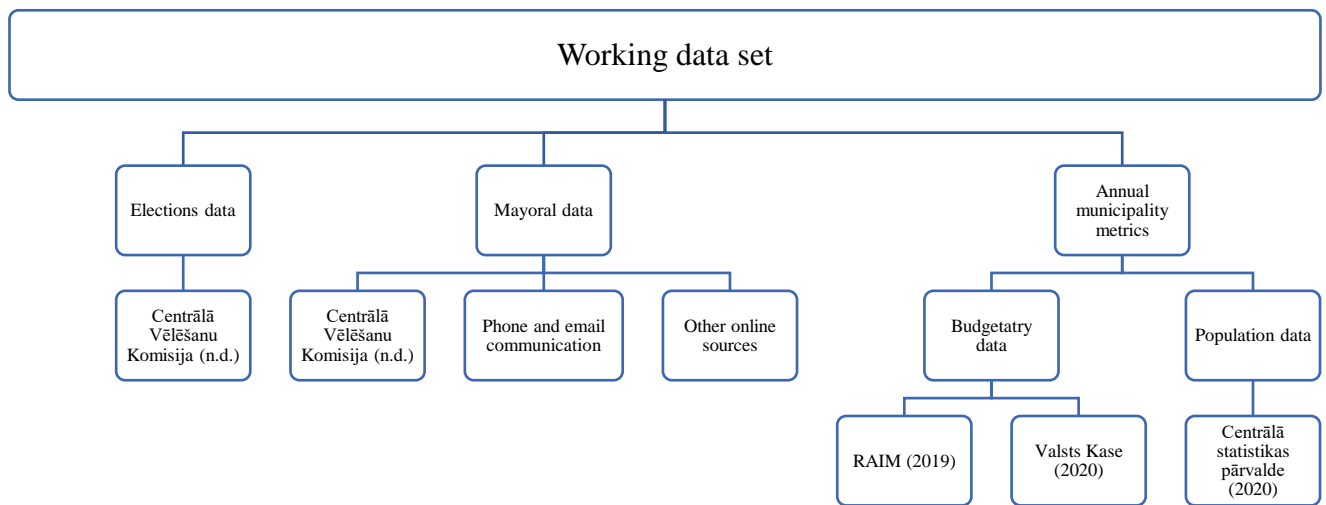 Working data set
Elections data
Mayoral data
Annual
municipality
metrics
Centrālā
Vēlēšanu
Komisija (n.d.)
Centrālā
Vēlēšanu
Komisija (n.d.)
Phone and email
communication
Other online
sources
Budgetatry
data
Population data
RAIM (2019)
Valsts Kase
(2020)
Centrālā
statistikas
pārvalde
(2020)